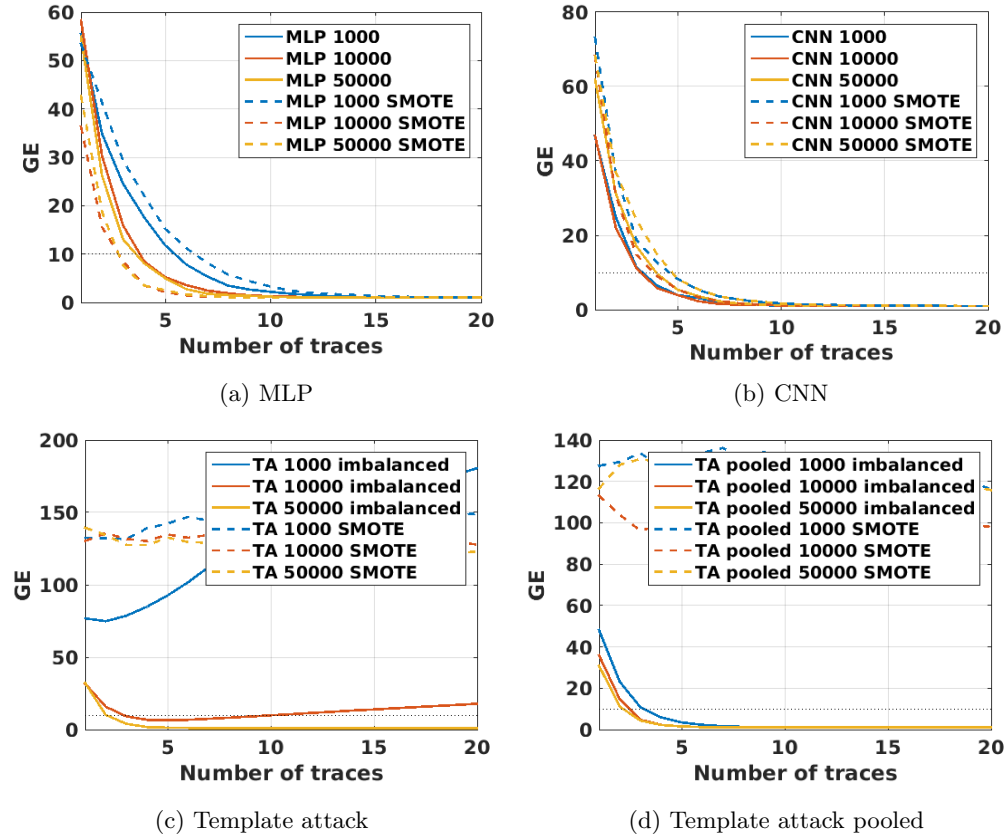 60
50
40
30
20
10
0
GE
MLP 1000
MLP 10000
MLP 50000
MLP 1000 SMOTE
MLP 10000 SMOTE
MLP 50000 SMOTE
5 10 15 20
Number of traces
(a) MLP
80
60
40
20
0
GE
CNN 1000
CNN 10000
CNN 50000
CNN 1000 SMOTE
CNN 10000 SMOTE
CNN 50000 SMOTE
5 10 15 20
Number of traces
(b) CNN
200
150
100
50
0
GE
TA 1000 imbalanced
TA 10000 imbalanced
TA 50000 imbalanced
TA 1000 SMOTE
TA 10000 SMOTE
TA 50000 SMOTE
5 10 15 20
Number of traces
(c) Template attack
140
120
100
80
60
40
20
0
GE
TA pooled 1000 imbalanced
TA pooled 10000 imbalanced
TA pooled 50000 imbalanced
TA pooled 1000 SMOTE
TA pooled 10000 SMOTE
TA pooled 50000 SMOTE
5 10 15 20
Number of traces
(d) Template attack pooled